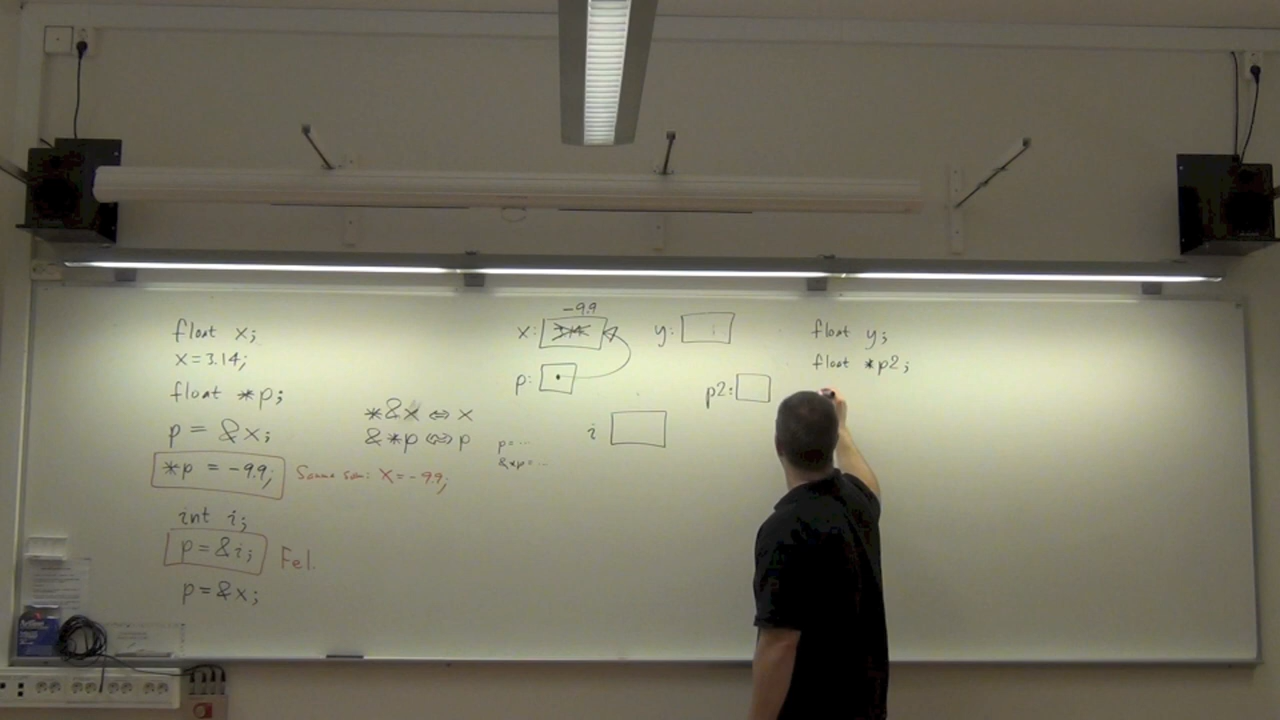 float x;
x = 3.14;
float *p;
p = &x;
*p = -9.9;
Samma som: x = -9.9;
int i;
p = &i;
Fel.
p = &x;
*&x ⇔ x
&*p ⇔ p
p = ...
&*p = ...
-9.9
x: 3.14
p:
y:
p2:
i
float y;
float *p2;